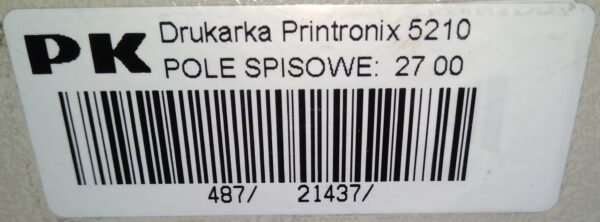 PK Drukarka Printronix 5210
POLE SPISOWE: 27 00
487/ 21437/